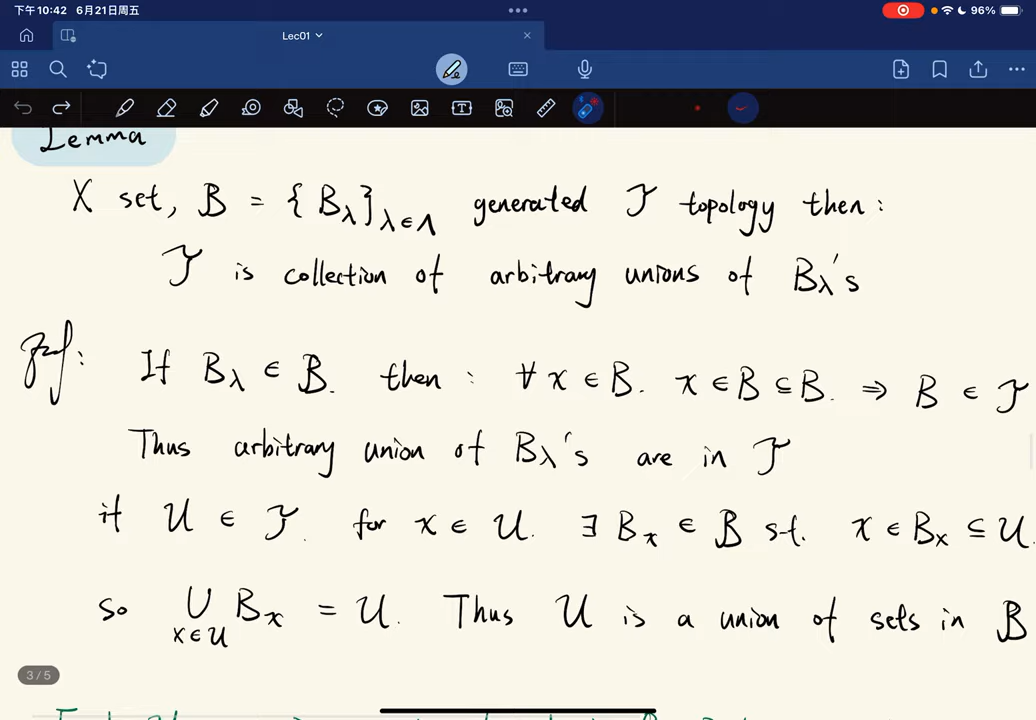 下午10:42 6月21日周五
96%
Lec01
Lemma
X set, ℬ = {B_λ}_{λ∈Λ} generated 𝒯 topology then :
𝒯 is collection of arbitrary unions of B_λ's
If B_λ ∈ ℬ. then : ∀ x ∈ B. x ∈ B ⊆ B. ⇒ B ∈ 𝒯
Thus arbitrary union of B_λ's are in 𝒯
if U ∈ 𝒯. for x ∈ U. ∃ B_x ∈ ℬ s.t. x ∈ B_x ⊆ U.
so ⋃_{x∈U} B_x = U. Thus U is a union of sets in ℬ
3 / 5